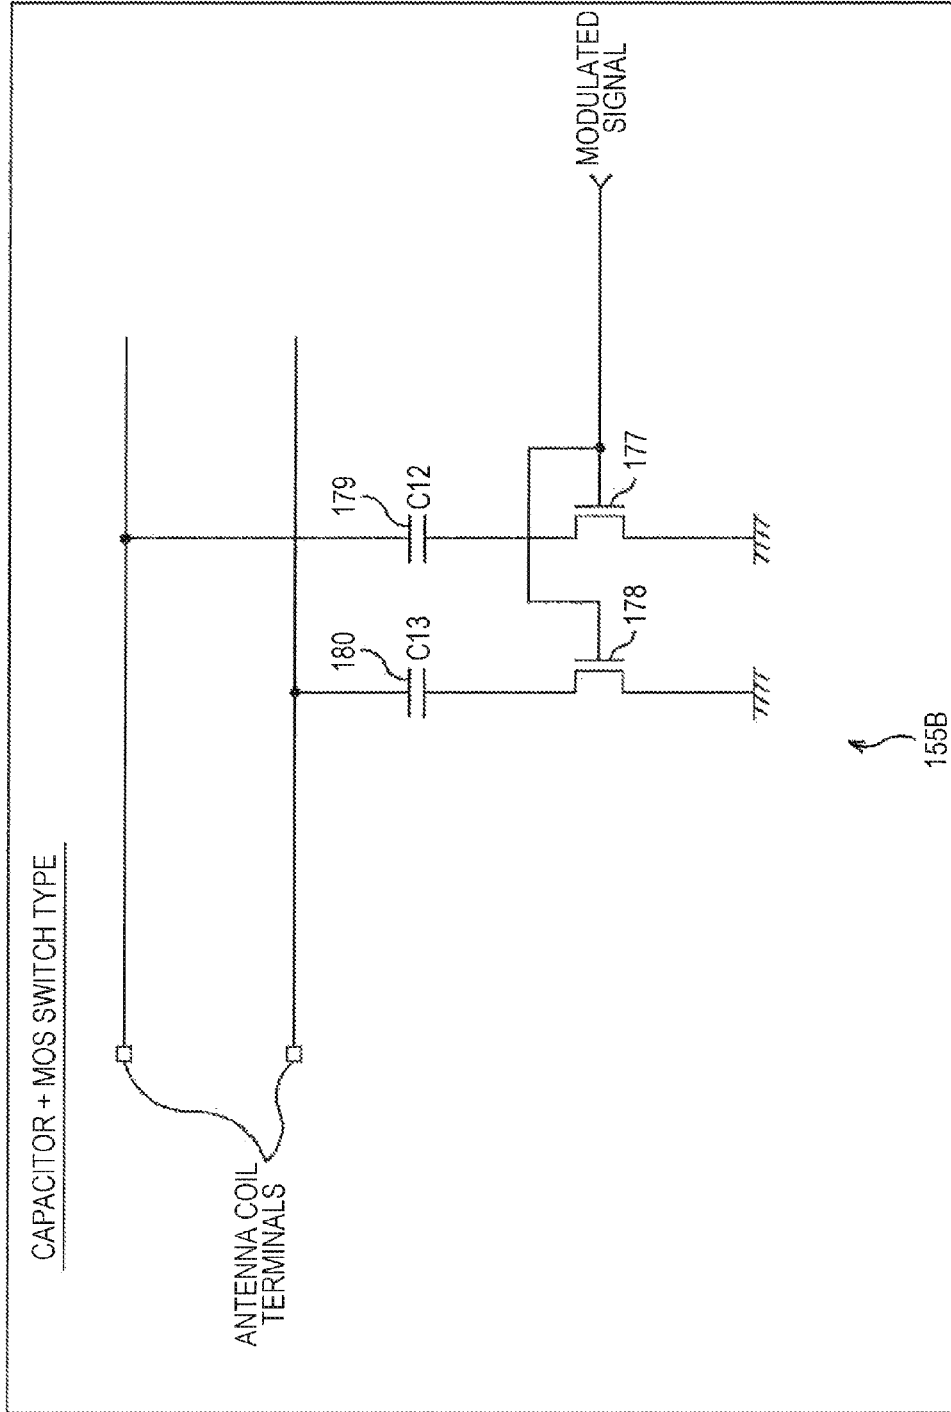 CAPACITOR + MOS SWITCH TYPE
ANTENNA COIL
TERMINALS
180
C13
179
C12
178
177
MODULATED
SIGNAL
155B